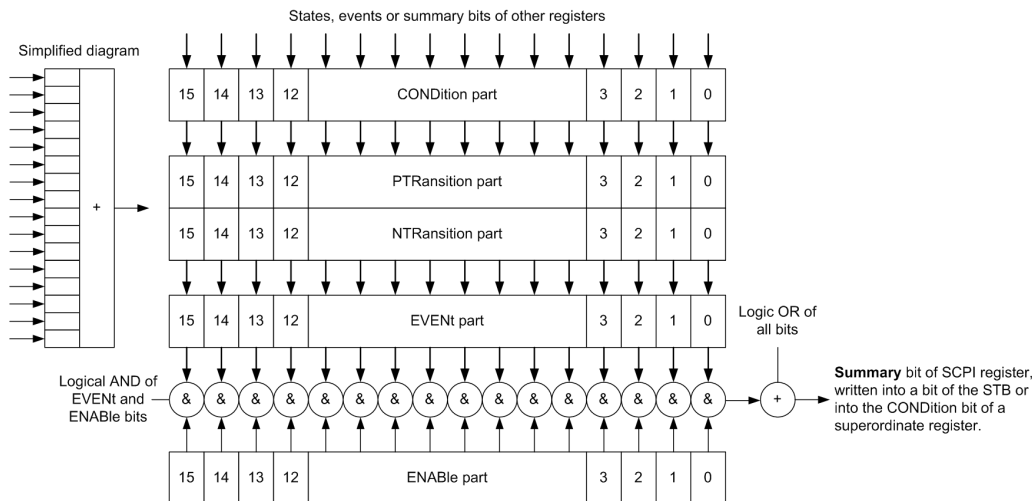 States, events or summary bits of other registers
Simplified diagram
15 14 13 12 CONDition part 3 2 1 0
15 14 13 12 PTRansition part 3 2 1 0
+
15 14 13 12 NTRansition part 3 2 1 0
15 14 13 12 EVENt part 3 2 1 0
Logic OR of
all bits
Logical AND of
EVENt and
ENABle bits
& & & & & & & & & & & & & & & &
+
Summary bit of SCPI register,
written into a bit of the STB or
into the CONDition bit of a
superordinate register.
15 14 13 12 ENABle part 3 2 1 0